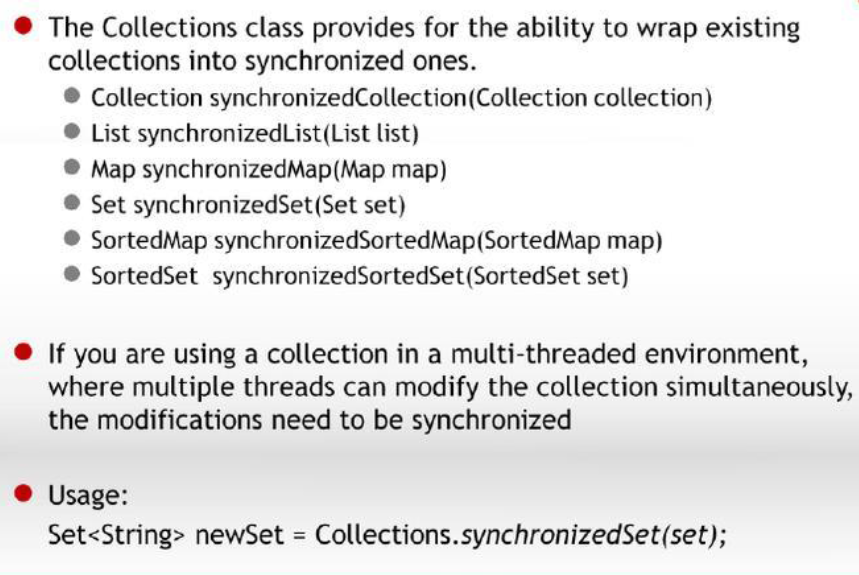 The Collections class provides for the ability to wrap existing
collections into synchronized ones.
Collection synchronizedCollection(Collection collection)
List synchronizedList(List list)
Map synchronizedMap(Map map)
Set synchronizedSet(Set set)
SortedMap synchronizedSortedMap(SortedMap map)
SortedSet synchronizedSortedSet(SortedSet set)
If you are using a collection in a multi-threaded environment,
where multiple threads can modify the collection simultaneously,
the modifications need to be synchronized
Usage:
Set<String> newSet = Collections.synchronizedSet(set);